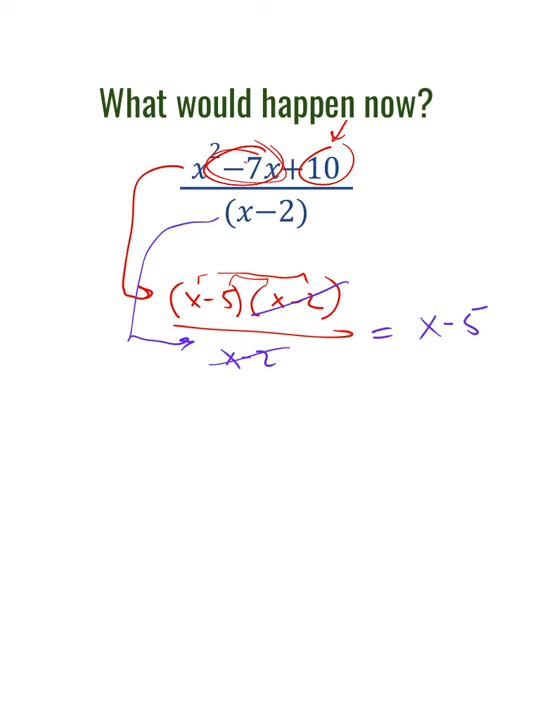 What would happen now?
x² −7x+10
(x−2)
(x-5)(x-2)
x-2
= x-5